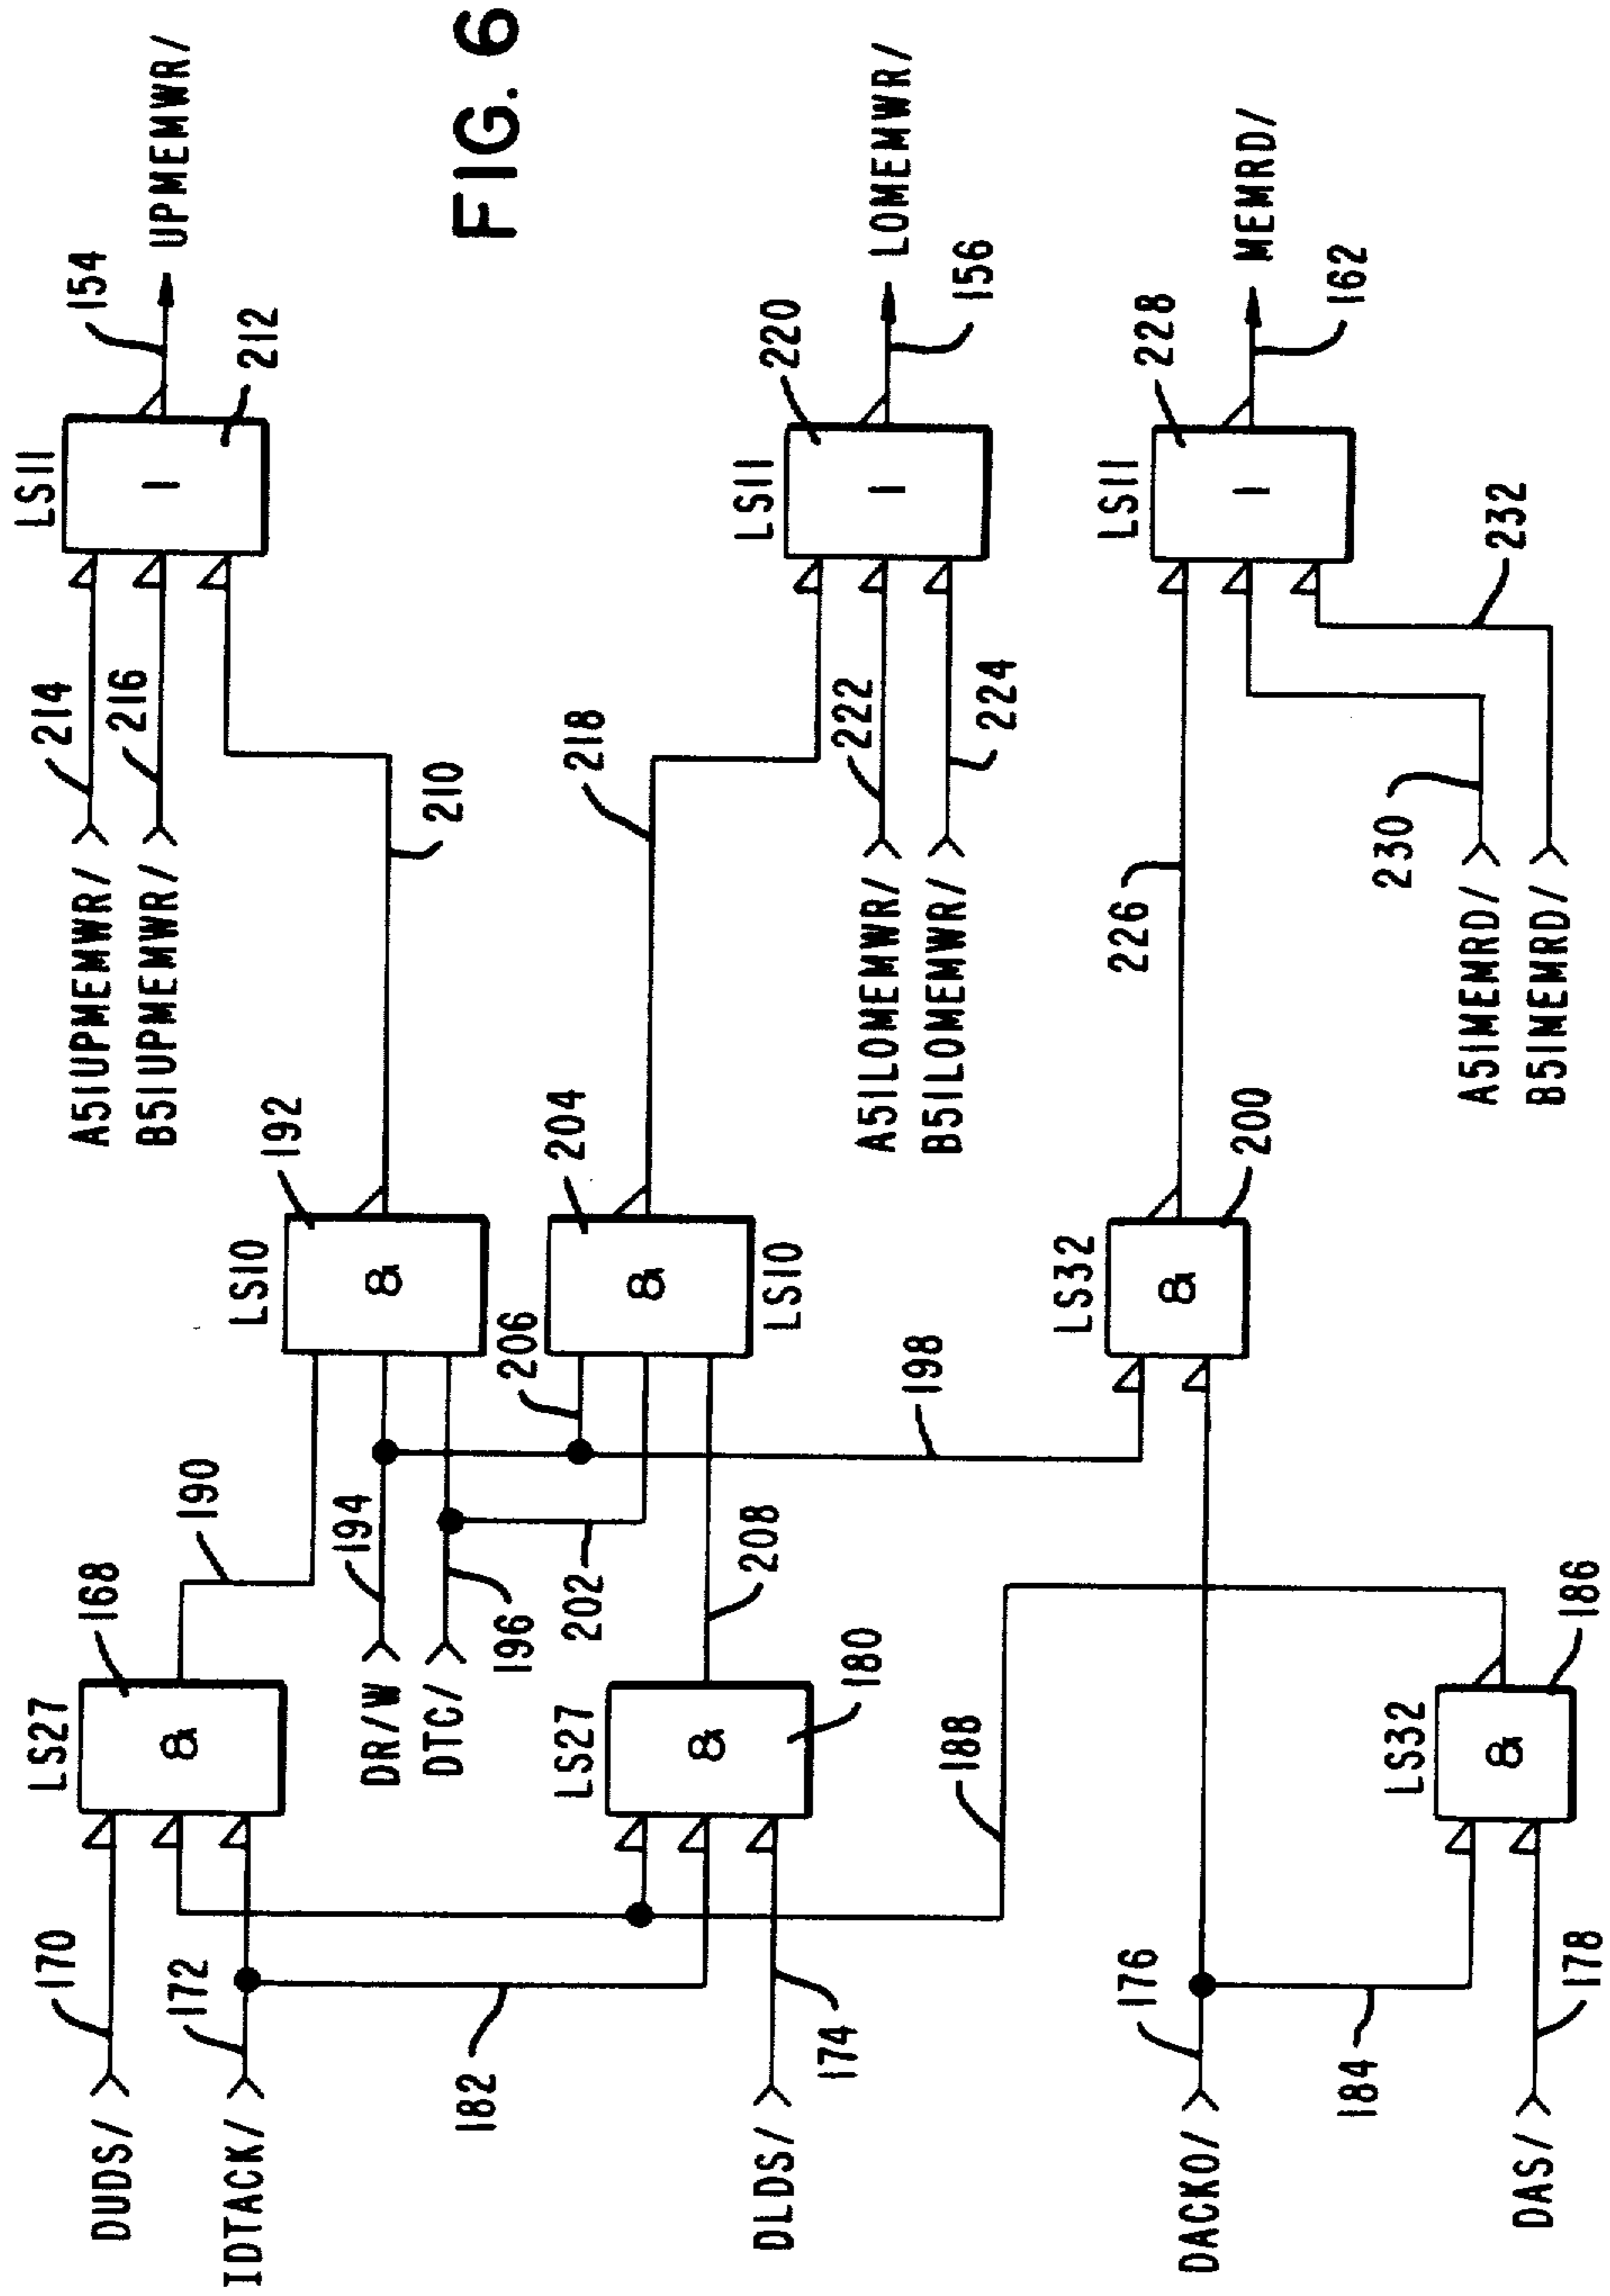 FIG. 6
LS11
154
UPMEMWR/
212
A51UPMEMWR/
214
B51UPMEMWR/
216
210
LS10
192
&
1
190
LS27
168
&
DUDS/
170
IDTACK/
172
182
DR/W
194
DTC/
196
202
206
LS10
204
&
218
LS11
220
1
LOMEMWR/
156
A51LOMEMWR/
222
B51LOMEMWR/
224
LS27
180
&
208
DLDS/
174
188
198
LS32
200
&
226
LS11
228
1
MEMRD/
162
232
230
A51MEMRD/
B51MEMRD/
DACKO/
176
184
DAS/
178
LS32
186
&